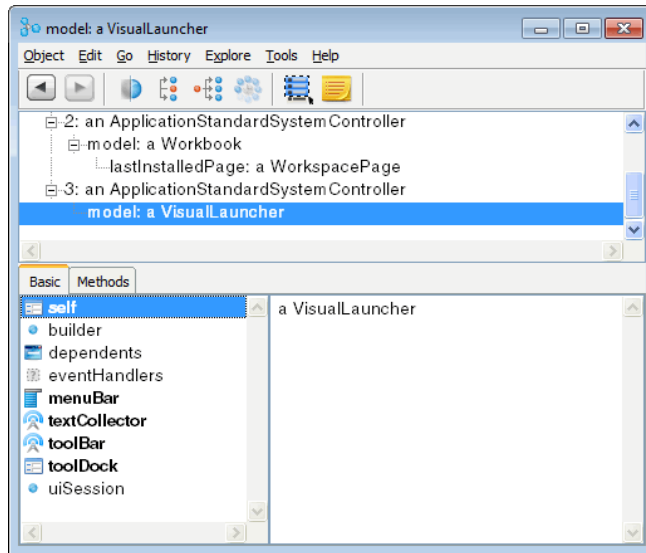 model: a VisualLauncher
Object Edit Go History Explore Tools Help
2: an ApplicationStandardSystemController
model: a Workbook
lastInstalledPage: a WorkspacePage
3: an ApplicationStandardSystemController
model: a VisualLauncher
Basic Methods
self
a VisualLauncher
builder
dependents
eventHandlers
menuBar
textCollector
toolBar
toolDock
uiSession